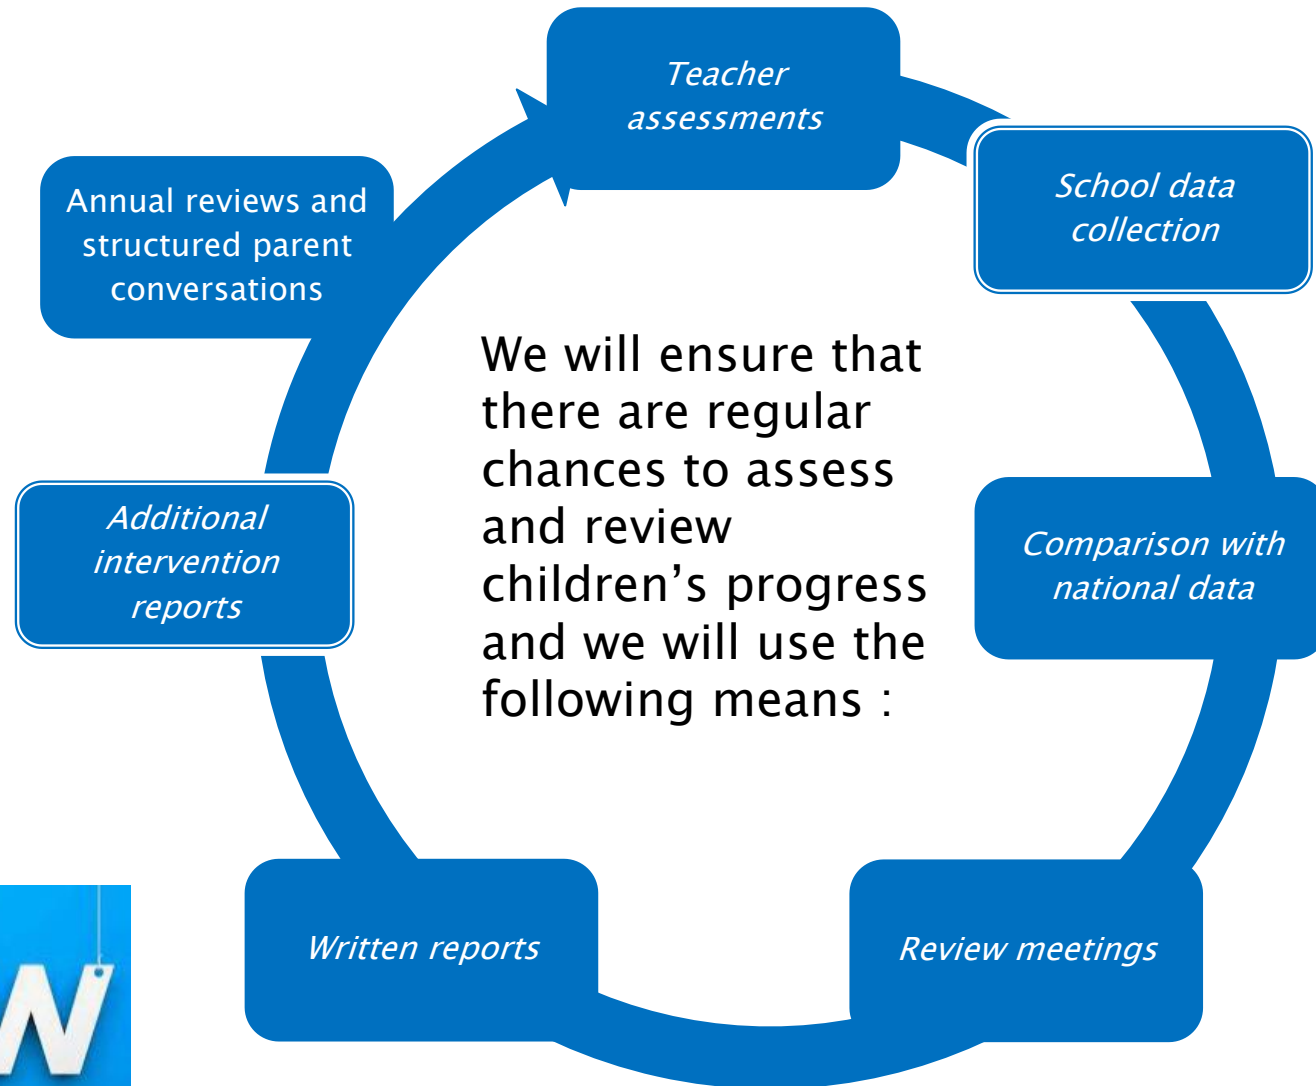 Teacher
assessments
School data
collection
Comparison with
national data
Review meetings
Written reports
Additional
intervention
reports
Annual reviews and
structured parent
conversations
We will ensure that
there are regular
chances to assess
and review
children’s progress
and we will use the
following means :
W